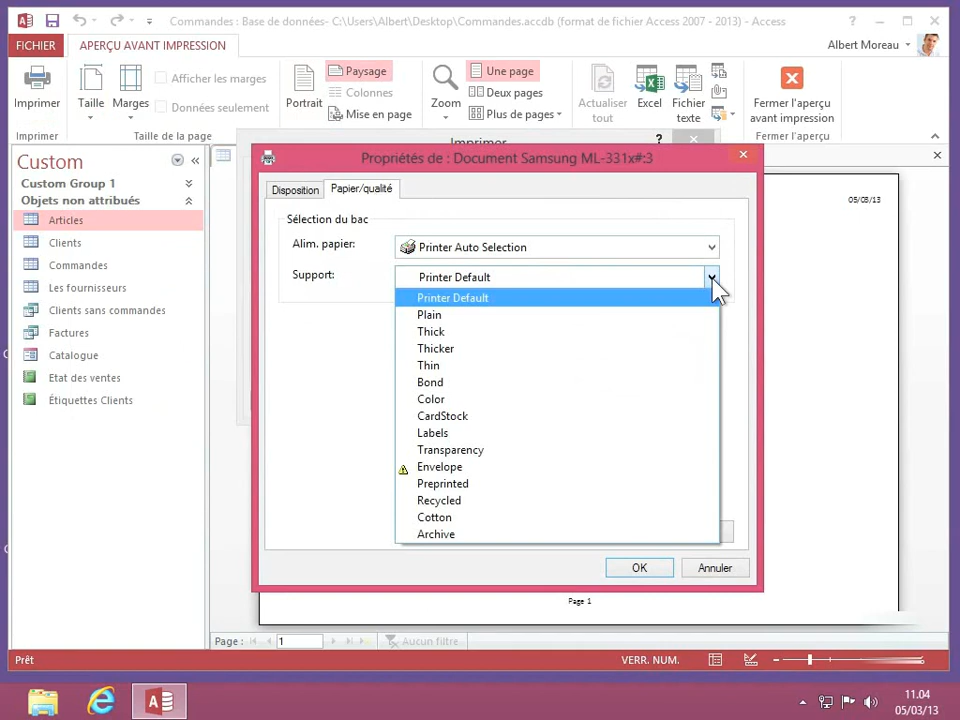 Commandes : Base de données- C:\Users\Albert\Desktop\Commandes.accdb (format de fichier Access 2007 - 2013) - Access
FICHIER
APERÇU AVANT IMPRESSION
Albert Moreau
Imprimer
Taille
Marges
Afficher les marges
Données seulement
Portrait
Paysage
Colonnes
Mise en page
Zoom
Une page
Deux pages
Plus de pages
Actualiser
tout
Excel
Fichier
texte
Fermer l'aperçu
avant impression
Imprimer
Taille de la page
Fermer l'aperçu
Imprimer
?
Custom
Custom Group 1
Objets non attribués
Articles
Clients
Commandes
Les fournisseurs
Clients sans commandes
Factures
Catalogue
Etat des ventes
Étiquettes Clients
Propriétés de : Document Samsung ML-331x#:3
Disposition
Papier/qualité
Sélection du bac
Alim. papier:
Printer Auto Selection
Support:
Printer Default
Printer Default
Plain
Thick
Thicker
Thin
Bond
Color
CardStock
Labels
Transparency
Envelope
Preprinted
Recycled
Cotton
Archive
OK
Annuler
05/03/13
Page 1
Page :
1
Aucun filtre
Prêt
VERR. NUM.
11.04
05/03/13